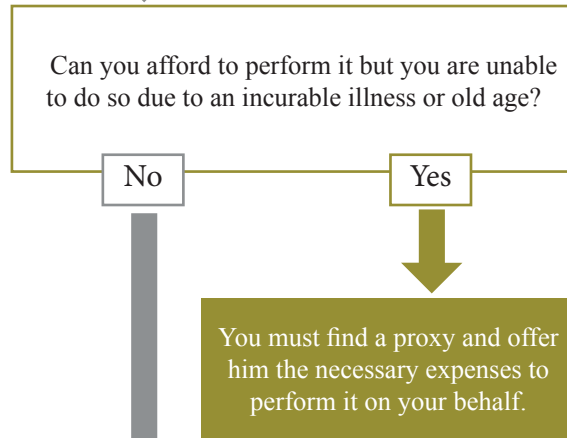 Can you afford to perform it but you are unable
to do so due to an incurable illness or old age?
No
Yes
You must find a proxy and offer
him the necessary expenses to
perform it on your behalf.